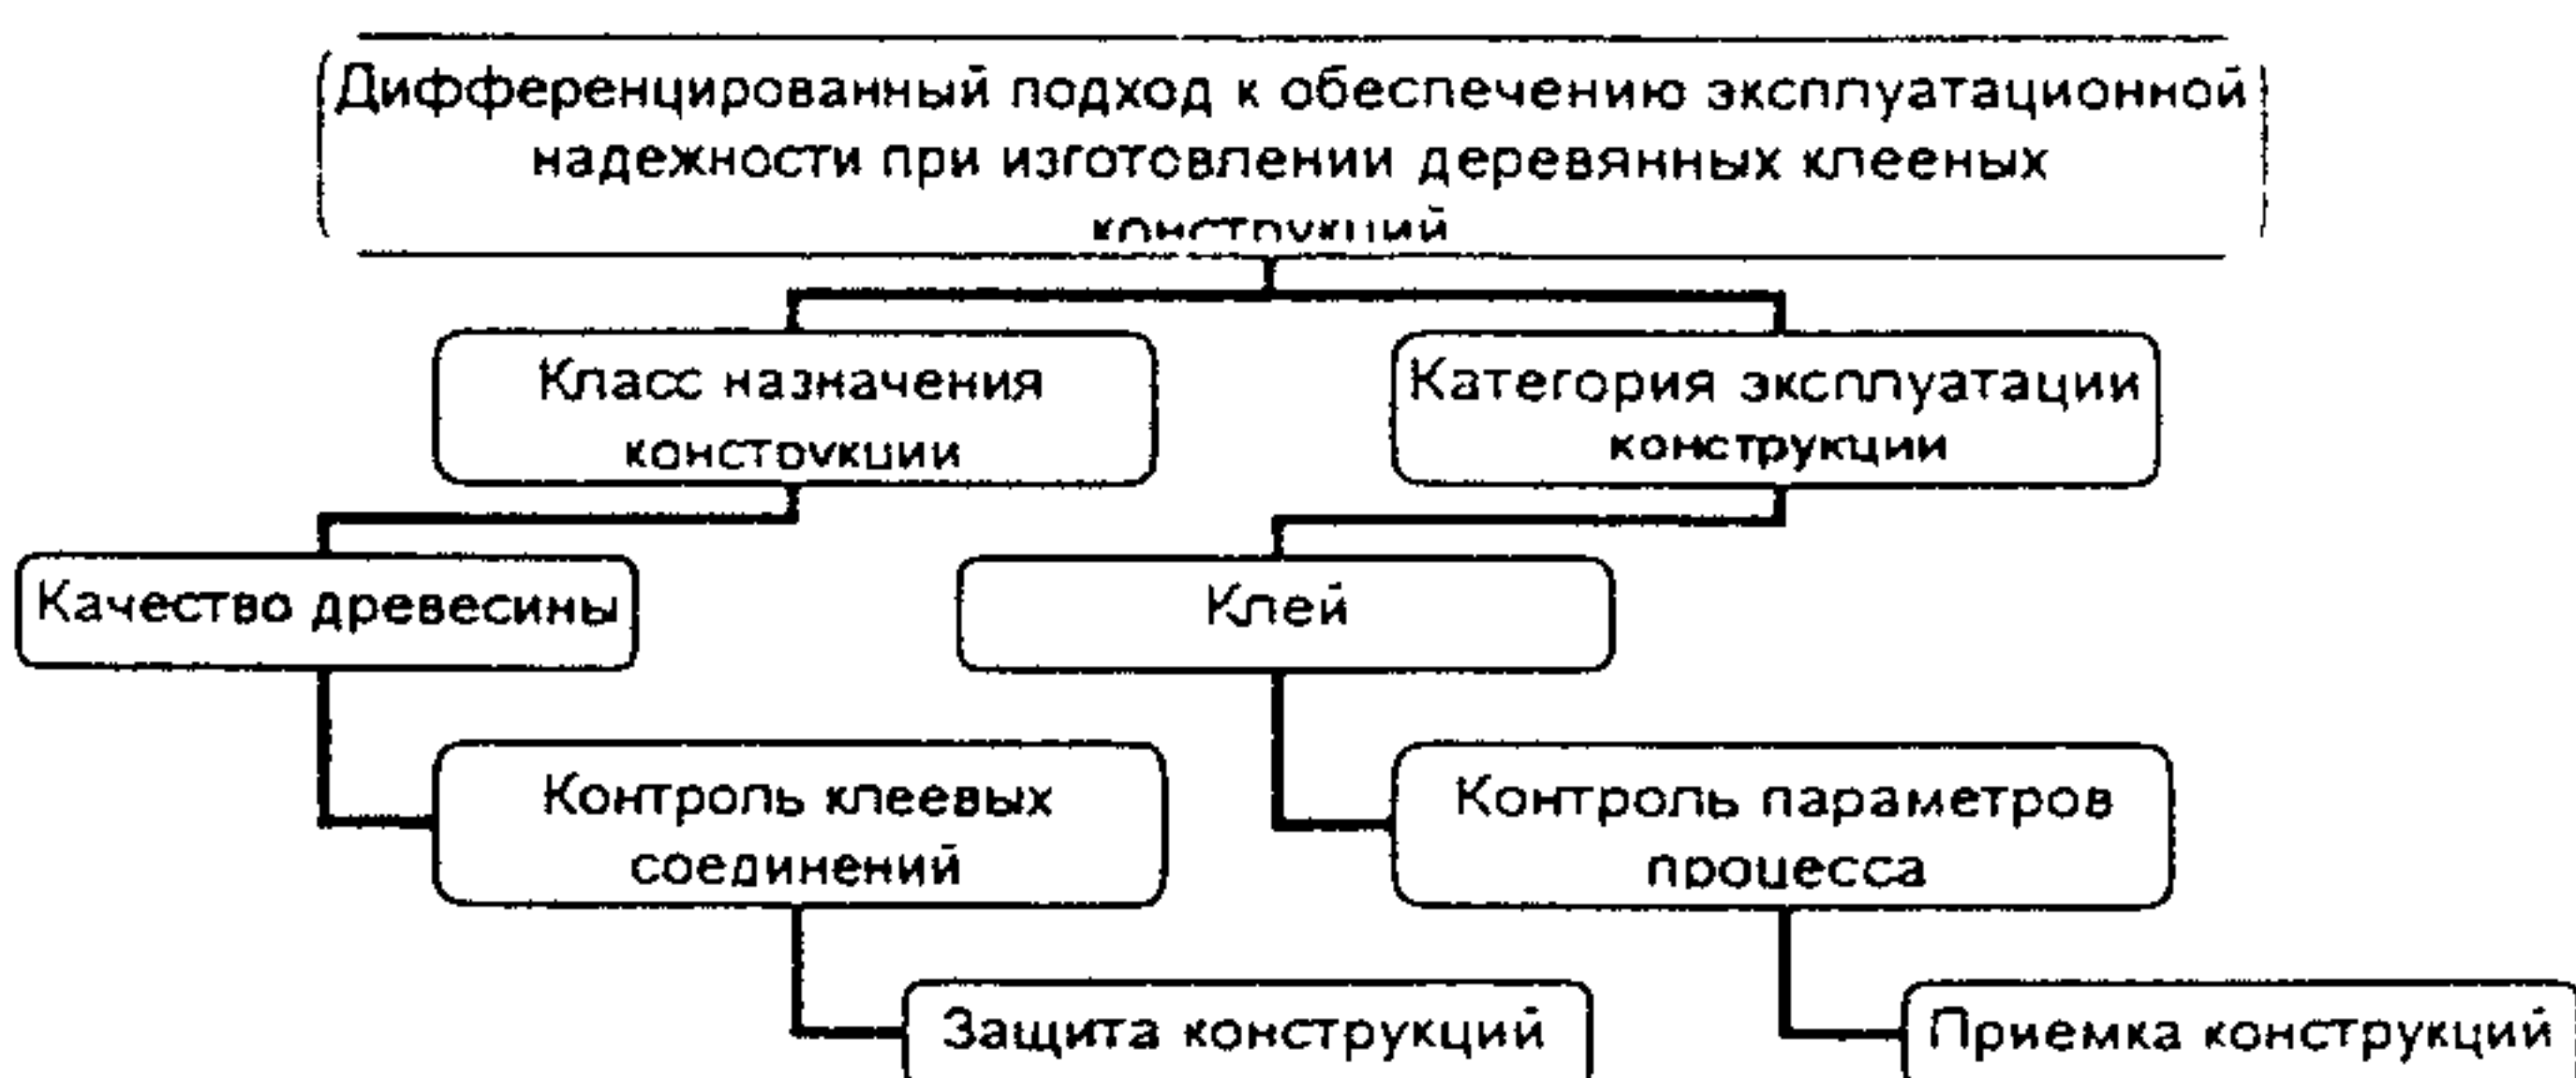 Дифференцированный подход к обеспечению эксплуатационной
надежности при изготовлении деревянных клееных
конструкций
Класс назначения
конструкции
Категория эксплуатации
конструкции
Качество древесины
Клей
Контроль клеевых
соединений
Контроль параметров
процесса
Защита конструкций
Приемка конструкций